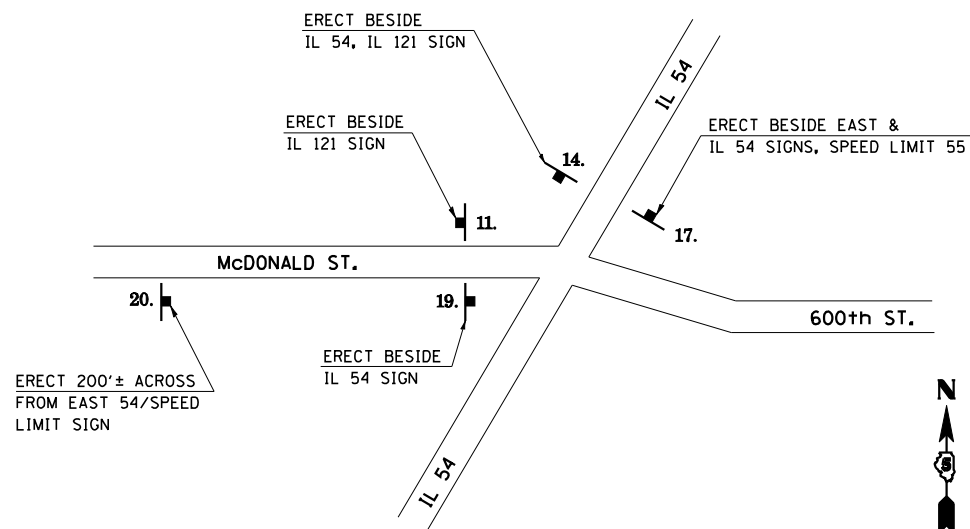 ERECT BESIDE
IL 54, IL 121 SIGN
IL 54
ERECT BESIDE EAST &
IL 54 SIGNS, SPEED LIMIT 55
ERECT BESIDE
IL 121 SIGN
14.
11.
17.
McDONALD ST.
20.
19.
600th ST.
ERECT BESIDE
IL 54 SIGN
ERECT 200'± ACROSS
FROM EAST 54/SPEED
LIMIT SIGN
IL 54
N
5